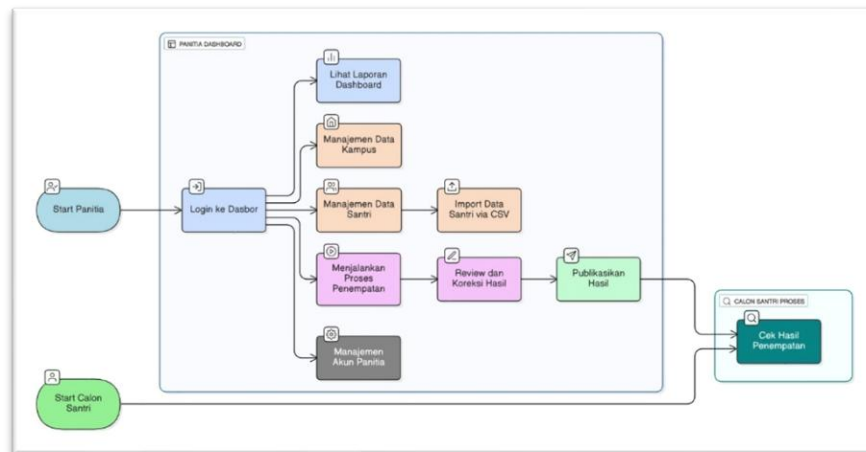 PANITIA DASHBOARD
Lihat Laporan
Dashboard
Manajemen Data
Kampus
Start Panitia
Login ke Dasbor
Manajemen Data
Santri
Import Data
Santri via CSV
Menjalankan
Proses
Penempatan
Review dan
Koreksi Hasil
Publikasikan
Hasil
CALON SANTRI PROSES
Cek Hasil
Penempatan
Manajemen
Akun Panitia
Start Calon
Santri